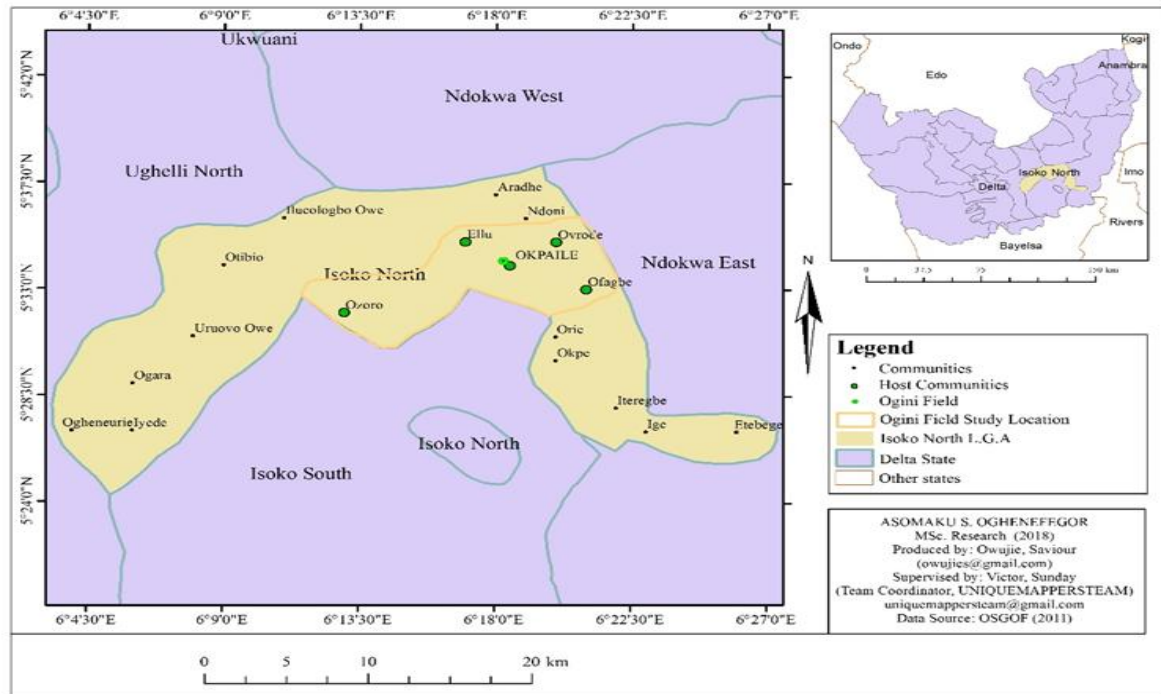 6°4'30"E 6°9'0"E 6°13'30"E 6°18'0"E 6°22'30"E 6°27'0"E
5°42'0"N
5°37'30"N
5°33'0"N
5°28'30"N
5°24'0"N
Ukwuani
Ndokwa West
Ughelli North
Aradhe
Ilucologbo Owe
Ndoni
Ellu
Ovrode
Otibio
OKPAILE
Isoko North
Ndokwa East
Ofagbe
Ozoro
Uruovo Owe
Oric
Okpe
Ogara
Iteregbe
Ogheneurie
Iyede
Ige
Etebege
Isoko North
Isoko South
6°4'30"E 6°9'0"E 6°13'30"E 6°18'0"E 6°22'30"E 6°27'0"E
0 5 10 20 km
Ondo
Kogi
Edo
Anambra
Isoko North
Imo
Delta
Rivers
Bayelsa
0 37.5 75 150 km
N
Legend
Communities
Host Communities
Ogini Field
Ogini Field Study Location
Isoko North L.G.A
Delta State
Other states
ASOMAKU S. OGHENEFEGOR
MSc. Research (2018)
Produced by: Owujie, Saviour
(owujies@gmail.com)
Supervised by: Victor, Sunday
(Team Coordinator, UNIQUEMAPPERSTEAM)
uniquemappersteam@gmail.com
Data Source: OSGOF (2011)